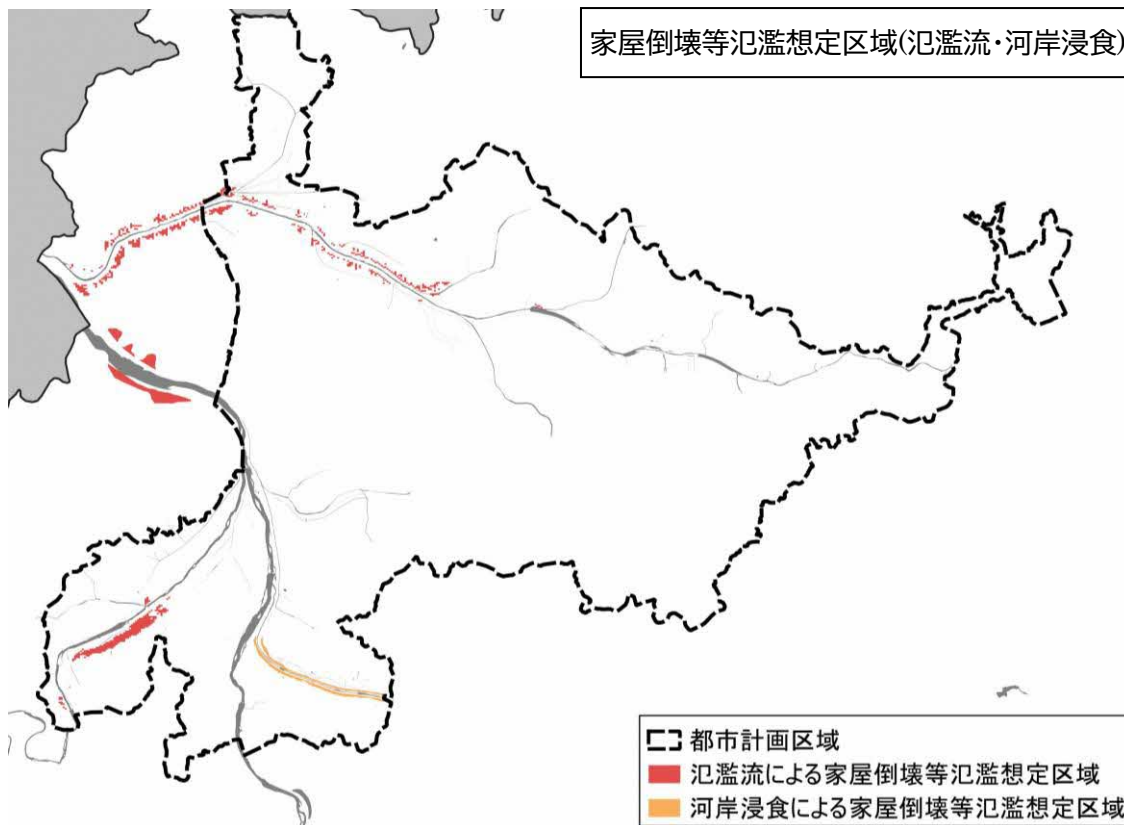 家屋倒壊等氾濫想定区域(氾濫流・河岸浸食)
都市計画区域
氾濫流による家屋倒壊等氾濫想定区域
河岸浸食による家屋倒壊等氾濫想定区域